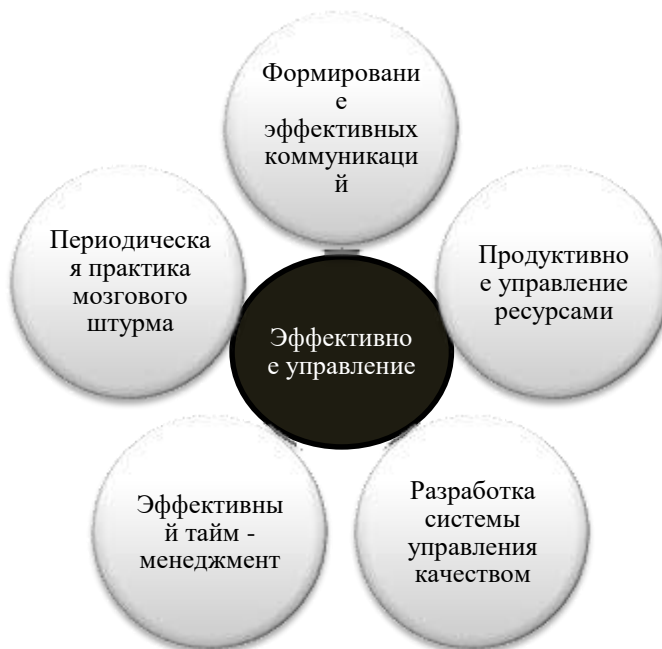 Формировани
е
эффективных
коммуникаци
й
Периодическа
я практика
мозгового
штурма
Продуктивно
е управление
ресурсами
Эффективно
е управление
Эффективны
й тайм -
менеджмент
Разработка
системы
управления
качеством